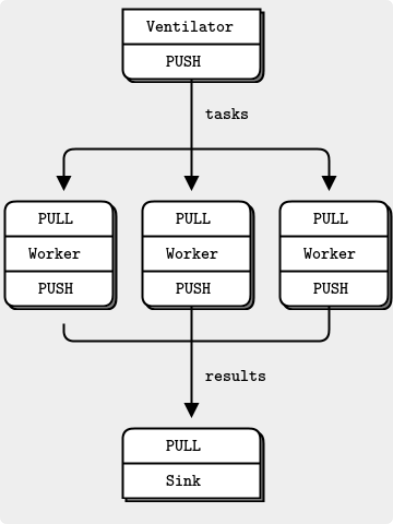 Ventilator
PUSH
tasks
PULL PULL PULL
Worker Worker Worker
PUSH PUSH PUSH
results
PULL
Sink